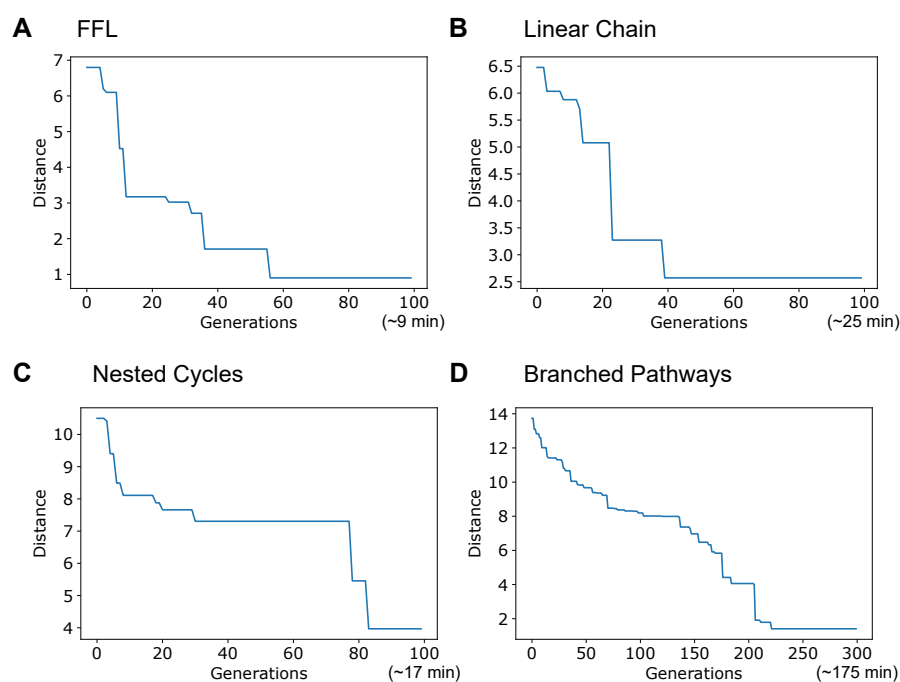 A FFL
7
6
5
4
3
2
1
Distance
0 20 40 60 80 100
Generations (~9 min)
B Linear Chain
6.5
6.0
5.5
5.0
4.5
4.0
3.5
3.0
2.5
Distance
0 20 40 60 80 100
Generations (~25 min)
C Nested Cycles
10
9
8
7
6
5
4
Distance
0 20 40 60 80 100
Generations (~17 min)
D Branched Pathways
14
12
10
8
6
4
2
Distance
0 50 100 150 200 250 300
Generations (~175 min)